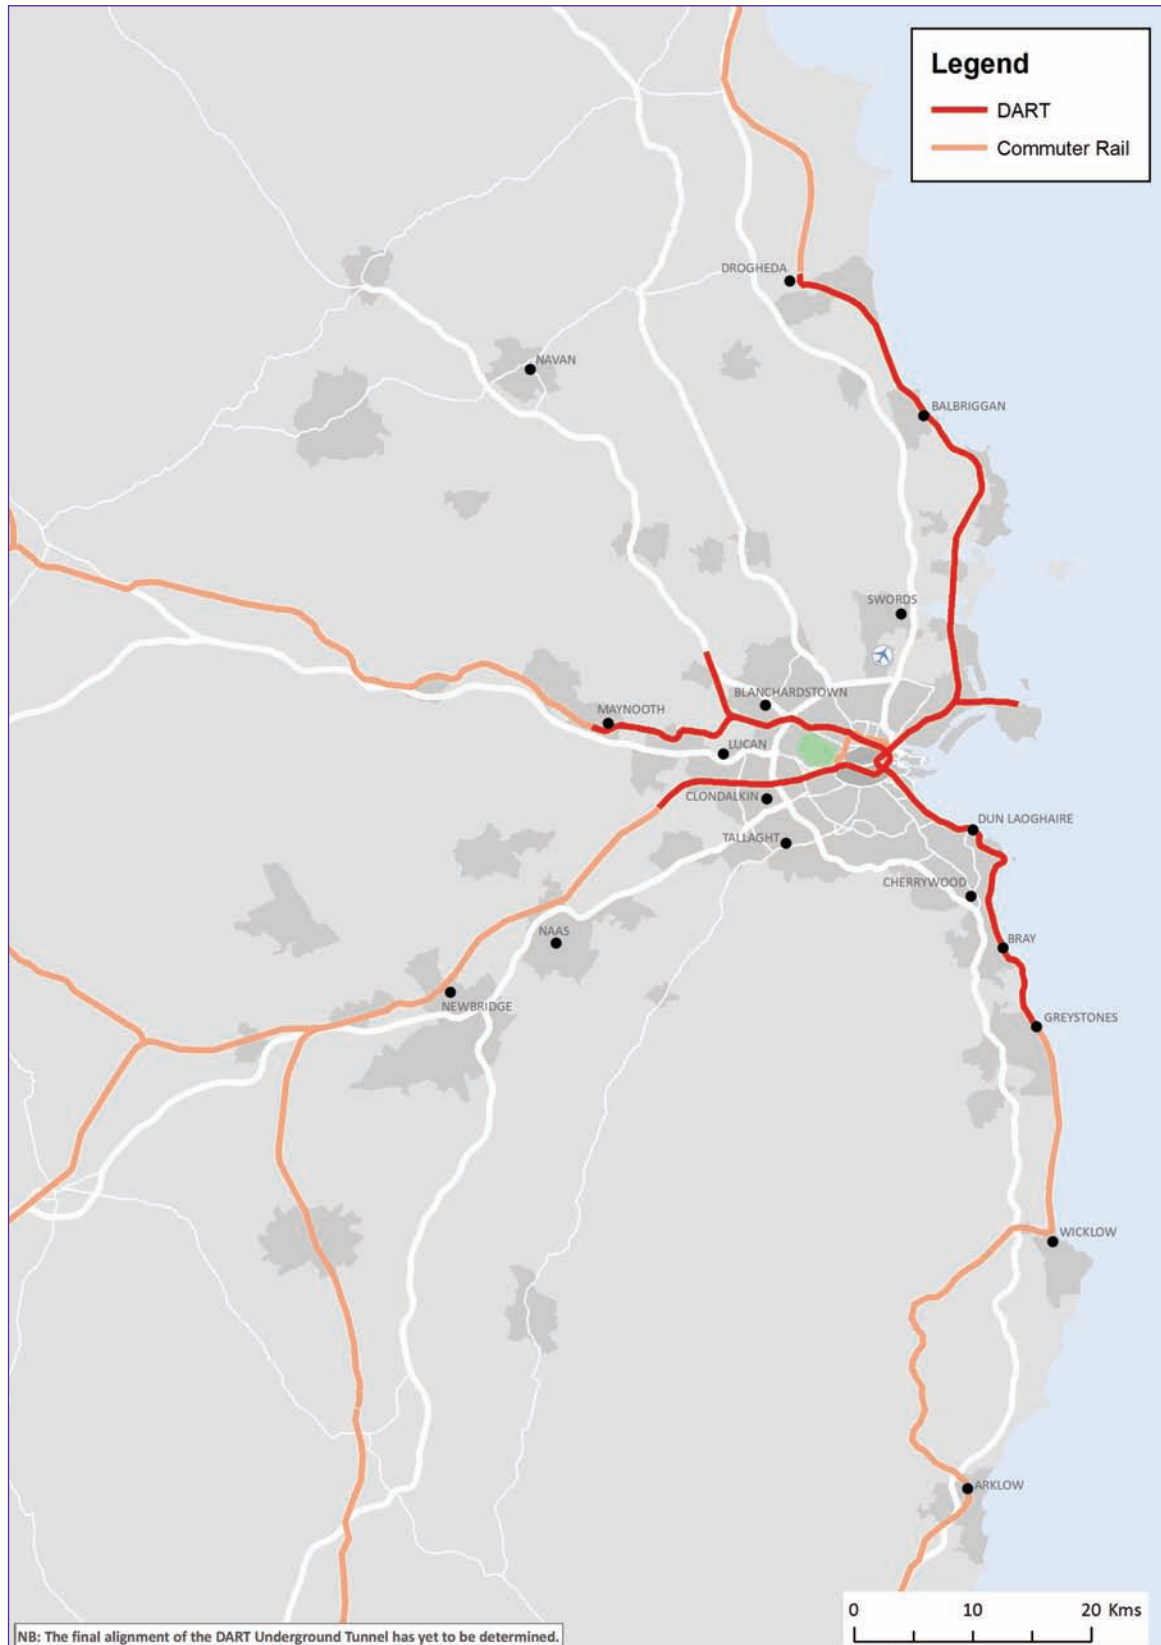 Legend
DART
Commuter Rail
DROGHEDA
NAVAN
BALBRIGGAN
SWORDS
BLANCHARDSTOWN
MAYNOOTH
LUCAN
CLONDALKIN
DUN LAOGHAIRE
TALLAGHT
CHERRYWOOD
NAAS
BRAY
NEWBRIDGE
GREYSTONES
WICKLOW
ARKLOW
0 10 20 Kms
NB: The final alignment of the DART Underground Tunnel has yet to be determined.